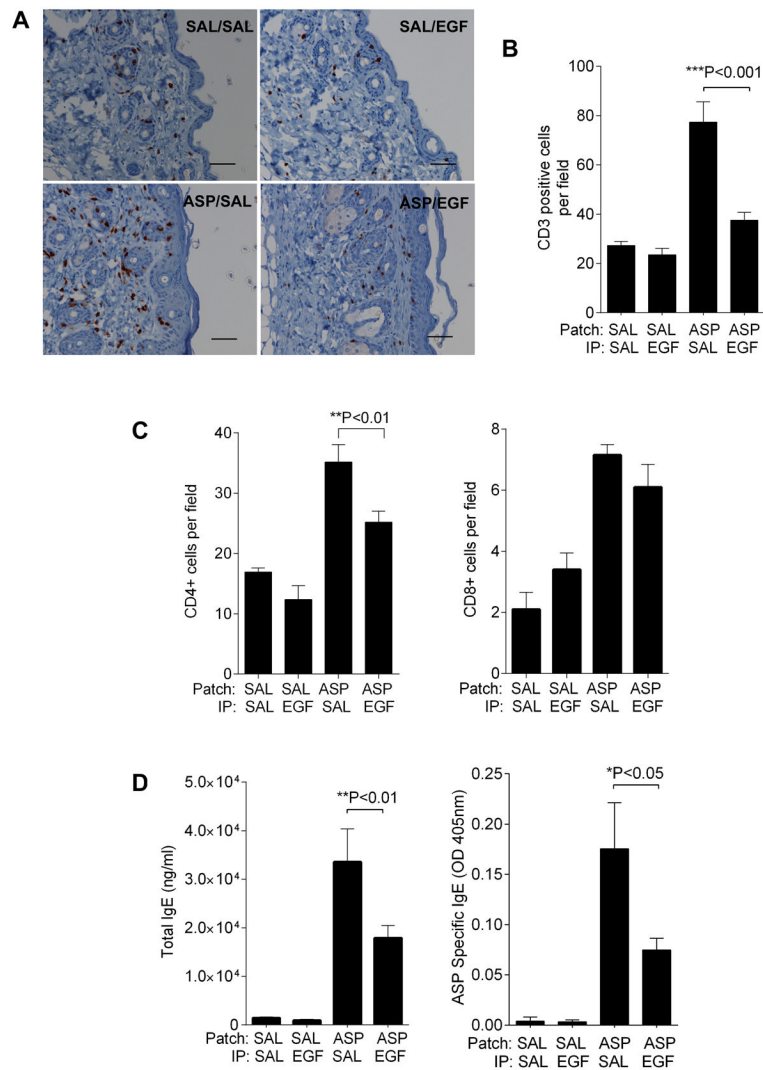 A
SAL/SAL
SAL/EGF
ASP/SAL
ASP/EGF
B
***P<0.001
CD3 positive cells
per field
100
80
60
40
20
0
Patch: SAL SAL ASP ASP
IP: SAL EGF SAL EGF
C
**P<0.01
CD4+ cells per field
40
30
20
10
0
Patch: SAL SAL ASP ASP
IP: SAL EGF SAL EGF
CD8+ cells per field
8
6
4
2
0
Patch: SAL SAL ASP ASP
IP: SAL EGF SAL EGF
D
**P<0.01
Total IgE (ng/ml)
5.0×10⁴
4.0×10⁴
3.0×10⁴
2.0×10⁴
1.0×10⁴
0
Patch: SAL SAL ASP ASP
IP: SAL EGF SAL EGF
*P<0.05
ASP Specific IgE (OD 405nm)
0.25
0.20
0.15
0.10
0.05
0.00
Patch: SAL SAL ASP ASP
IP: SAL EGF SAL EGF